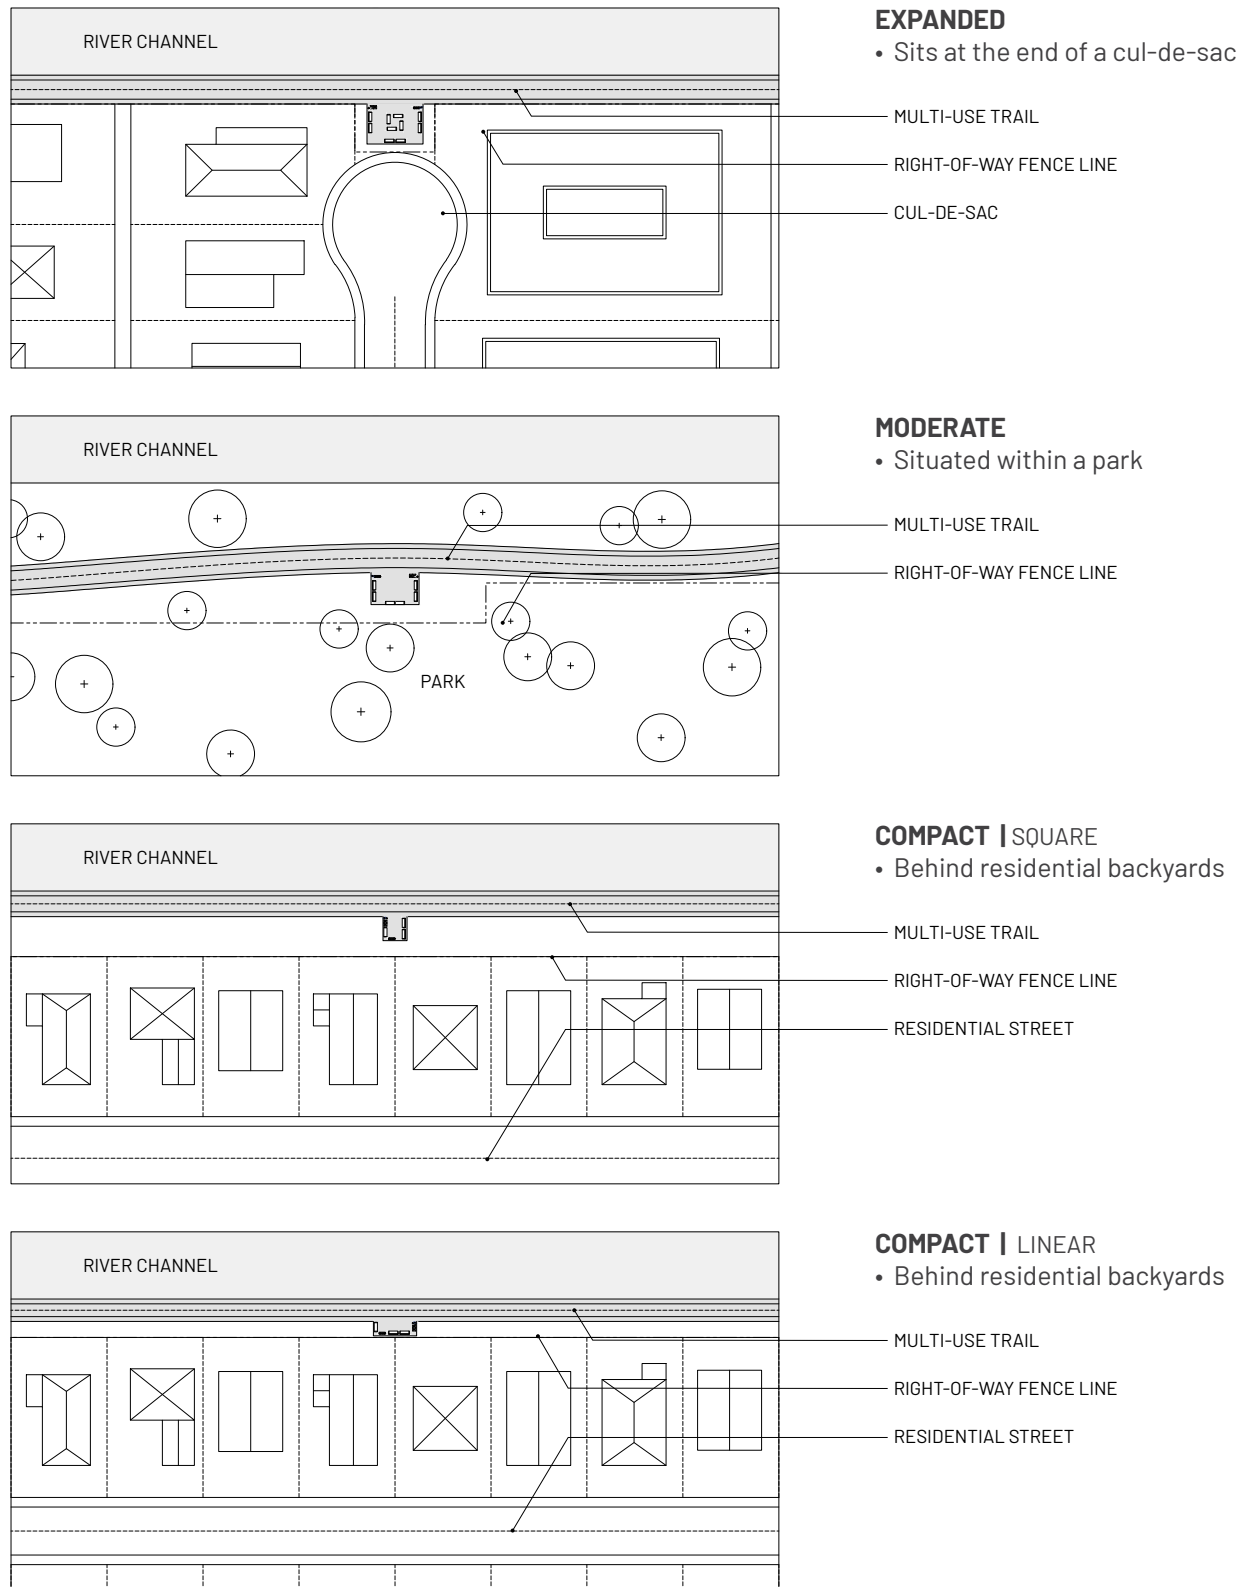 RIVER CHANNEL
EXPANDED
• Sits at the end of a cul-de-sac
MULTI-USE TRAIL
RIGHT-OF-WAY FENCE LINE
CUL-DE-SAC
RIVER CHANNEL
PARK
MODERATE
• Situated within a park
MULTI-USE TRAIL
RIGHT-OF-WAY FENCE LINE
RIVER CHANNEL
COMPACT | SQUARE
• Behind residential backyards
MULTI-USE TRAIL
RIGHT-OF-WAY FENCE LINE
RESIDENTIAL STREET
RIVER CHANNEL
COMPACT | LINEAR
• Behind residential backyards
MULTI-USE TRAIL
RIGHT-OF-WAY FENCE LINE
RESIDENTIAL STREET